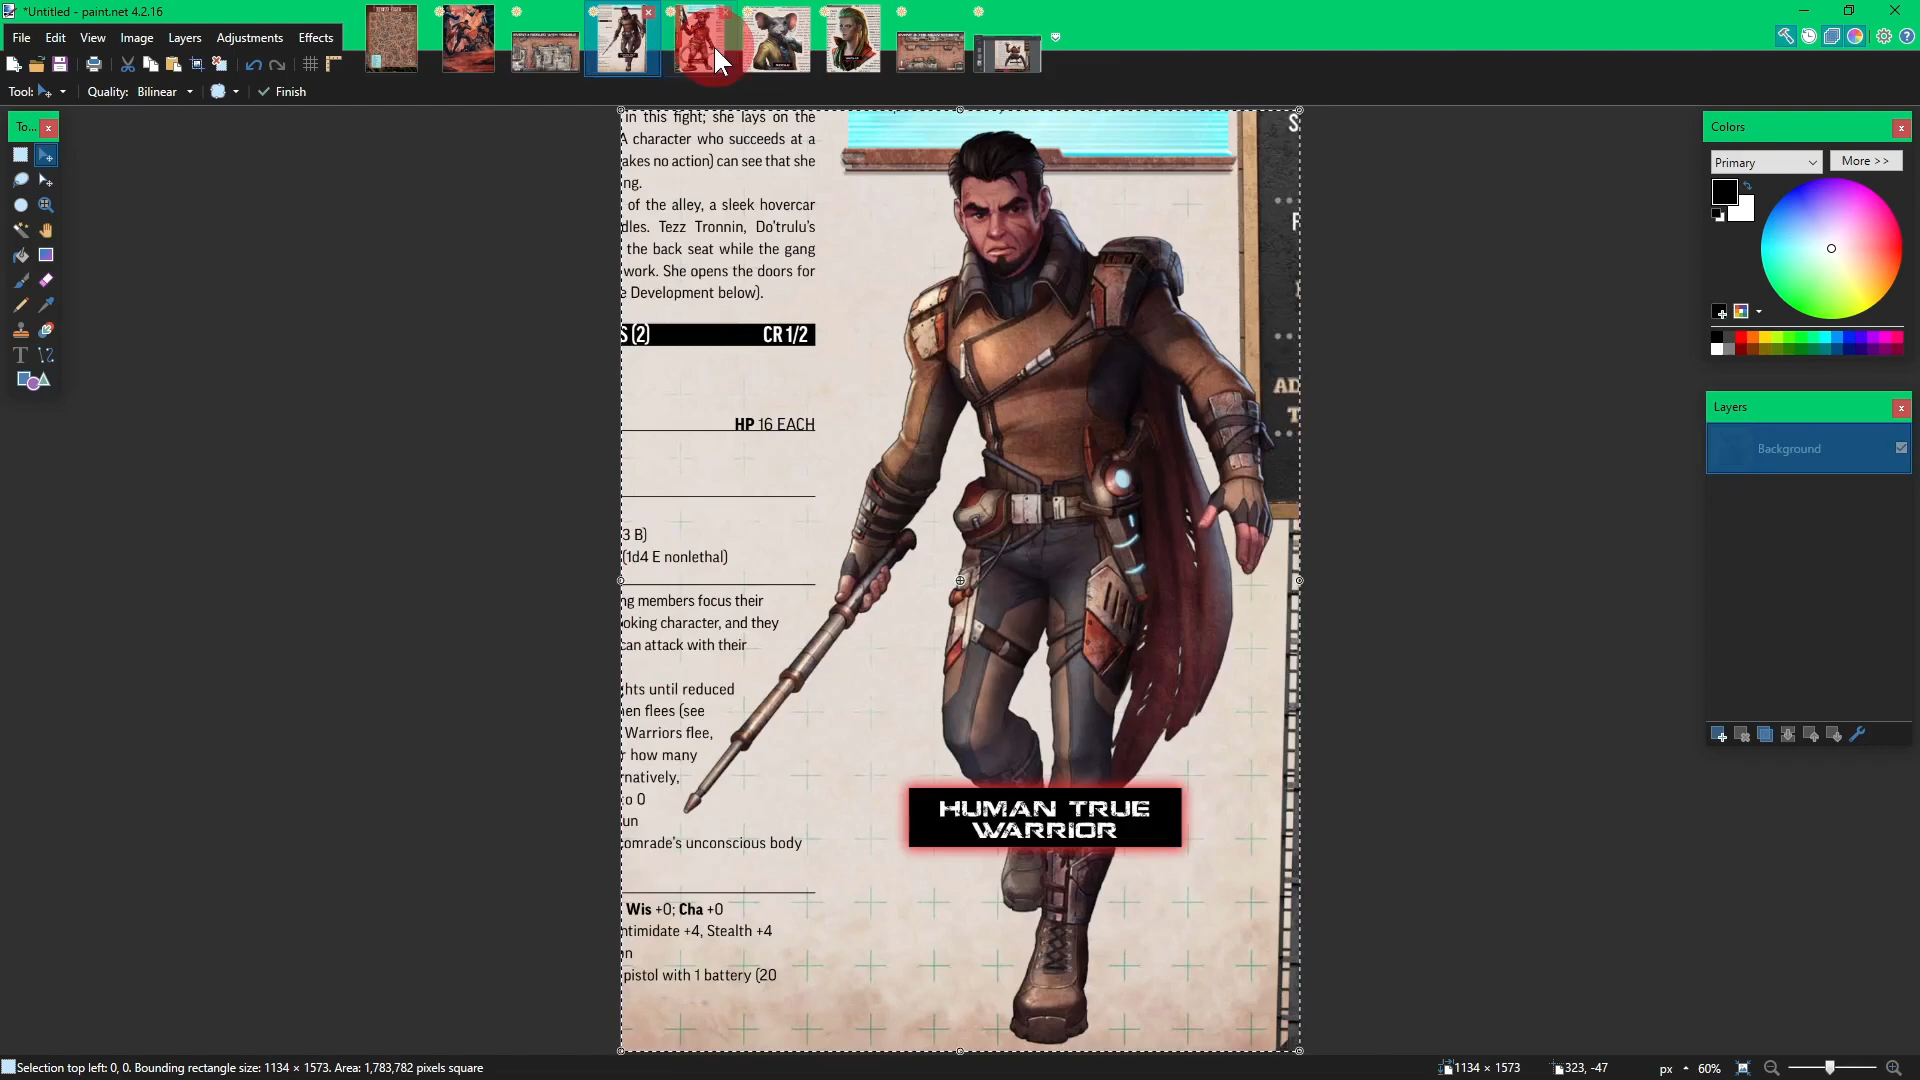 *Untitled - paint.net 4.2.16
File Edit View Image Layers Adjustments Effects
Tool:
Quality: Bilinear
Finish
To...
Colors
Primary
More >>
Layers
Background
in this fight; she lays on the
A character who succeeds at a
akes no action) can see that she
ng.
of the alley, a sleek hovercar
dles. Tezz Tronnin, Do'trulu's
the back seat while the gang
work. She opens the doors for
e Development below).
S (2) CR 1/2
HP 16 EACH
3 B)
(1d4 E nonlethal)
ng members focus their
oking character, and they
can attack with their
hts until reduced
en flees (see
Warriors flee,
r how many
rnatively,
to 0
un
omrade's unconscious body
Wis +0; Cha +0
ntimidate +4, Stealth +4
n
pistol with 1 battery (20
HUMAN TRUE
WARRIOR
AD
T
Selection top left: 0, 0. Bounding rectangle size: 1134 × 1573. Area: 1,783,782 pixels square
1134 × 1573
323, -47
px
60%